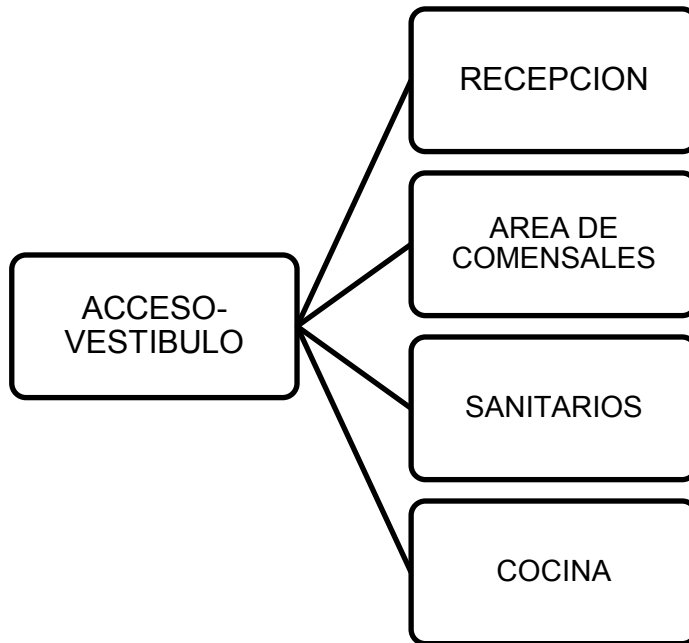 RECEPCION
AREA DE
COMENSALES
ACCESO-
VESTIBULO
SANITARIOS
COCINA